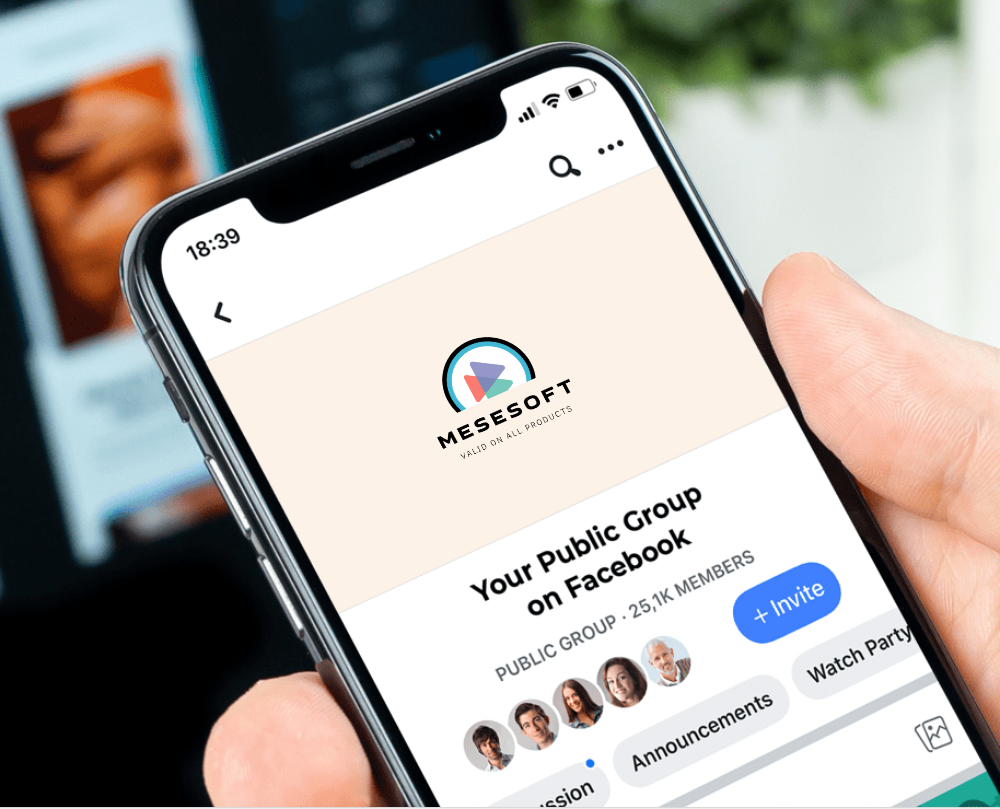 18:39
MESESOFT
VALID ON ALL PRODUCTS
Your Public Group
on Facebook
PUBLIC GROUP · 25,1K MEMBERS
+ Invite
ssion
Announcements
Watch Party